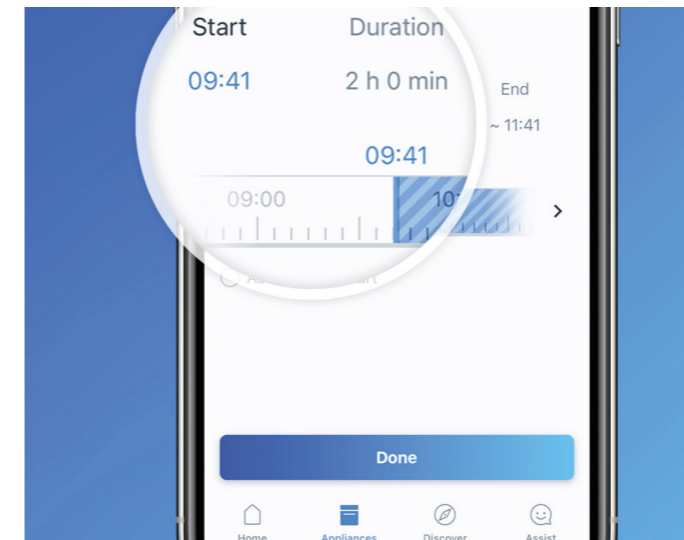 Start Duration
09:41 2 h 0 min End
~ 11:41
09:41
09:00 10:
Done
Home Appliances Discover Assist